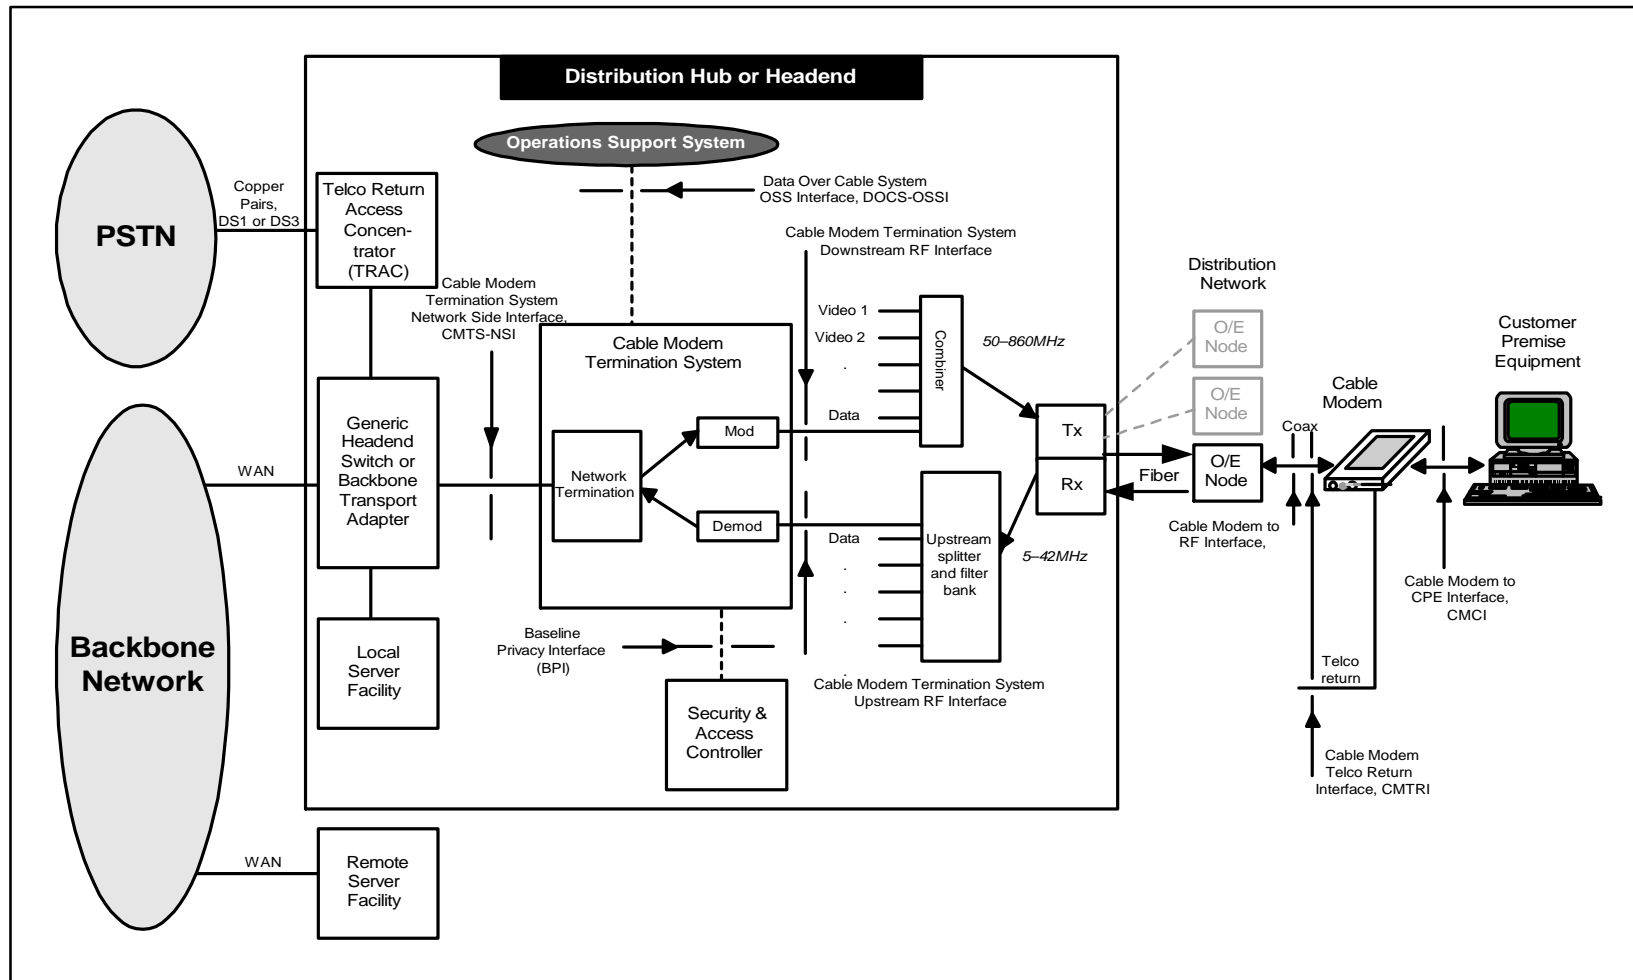 Distribution Hub or Headend
Operations Support System
PSTN
Copper
Pairs,
DS1 or DS3
Telco Return
Access
Concen-
trator
(TRAC)
Data Over Cable System
OSS Interface, DOCS-OSSI
Cable Modem Termination System
Downstream RF Interface
Cable Modem
Termination System
Network Side Interface,
CMTS-NSI
Cable Modem
Termination System
Video 1
Video 2
.
.
Data
Combiner
50–860MHz
Distribution
Network
O/E
Node
O/E
Node
O/E
Node
Customer
Premise
Equipment
Cable
Modem
Coax
Mod
Network
Termination
Demod
Tx
Rx
Fiber
WAN
Generic
Headend
Switch or
Backbone
Transport
Adapter
Data
.
.
.
.
Upstream
splitter
and filter
bank
5–42MHz
Cable Modem to
RF Interface,
Cable Modem to
CPE Interface,
CMCI
Backbone
Network
Local
Server
Facility
Baseline
Privacy Interface
(BPI)
Cable Modem Termination System
Upstream RF Interface
Security &
Access
Controller
Telco
return
Cable Modem
Telco Return
Interface, CMTRI
WAN
Remote
Server
Facility